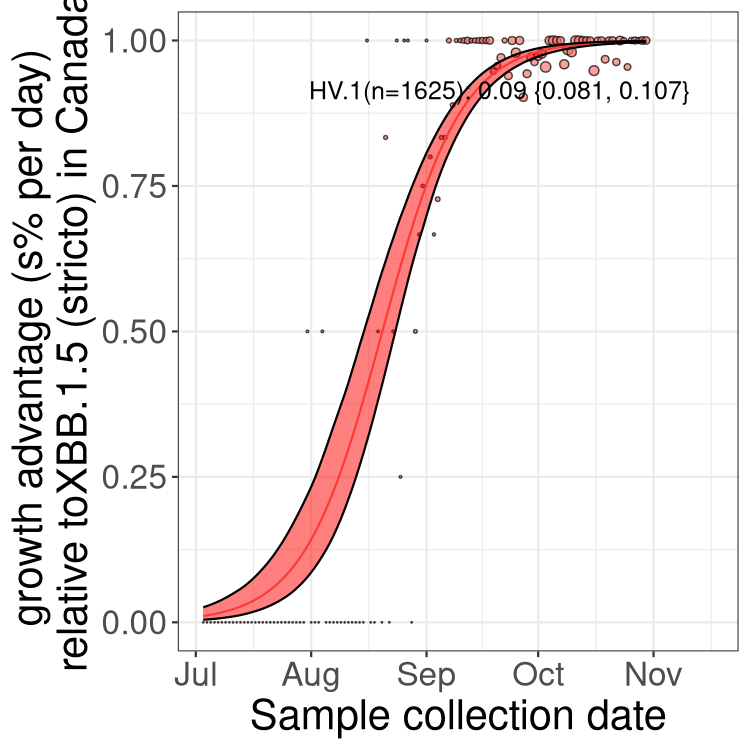 growth advantage (s% per day)
relative toXBB.1.5 (stricto) in Canada
1.00
HV.1(n=1625): 0.09 {0.081, 0.107}
0.75
0.50
0.25
0.00
Jul Aug Sep Oct Nov
Sample collection date